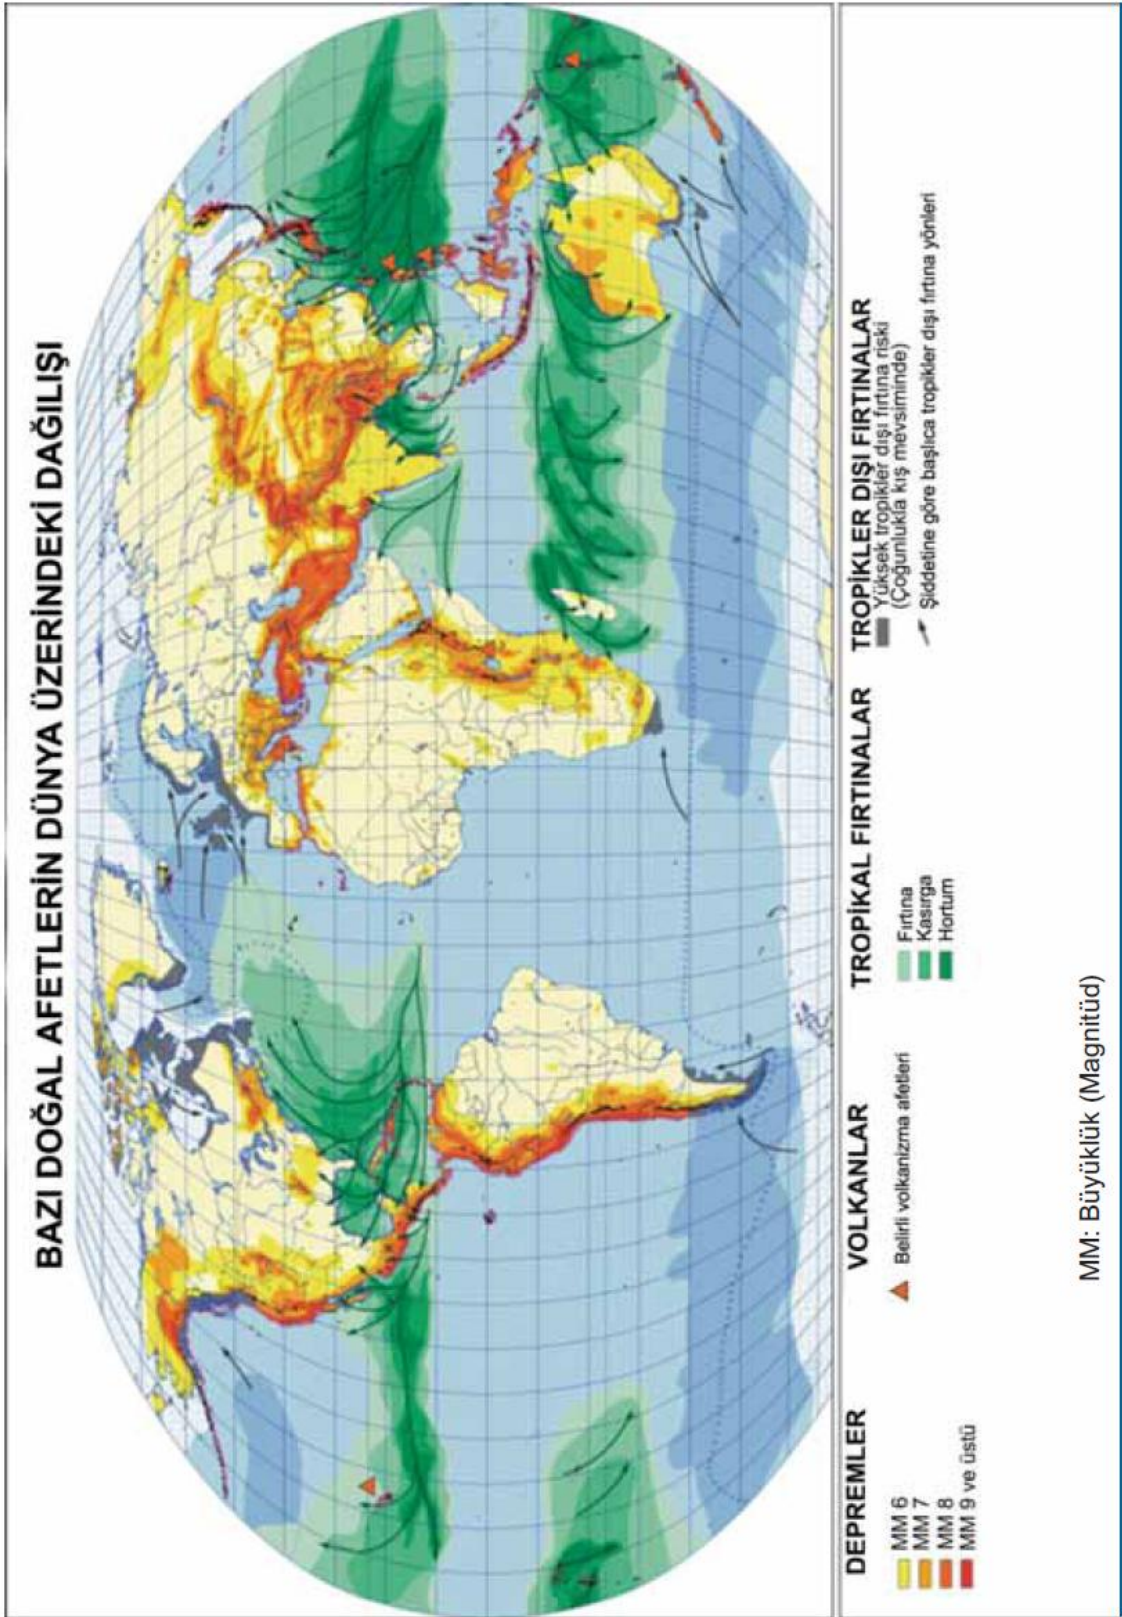 BAZI DOĞAL AFETLERİN DÜNYA ÜZERİNDEKİ DAĞILIŞI
DEPREMLER
MM 6
MM 7
MM 8
MM 9 ve üstü
VOLKANLAR
Belirli volkanizma afetleri
TROPİKAL FIRTINALAR
Fırtına
Kasırga
Hortum
TROPİKLER DIŞI FIRTINALAR
Yüksek tropikler dışı fırtına riski
(Çoğunlukla kış mevsiminde)
Şiddetine göre başlıca tropikler dışı fırtına yönleri
MM: Büyüklük (Magnitüd)